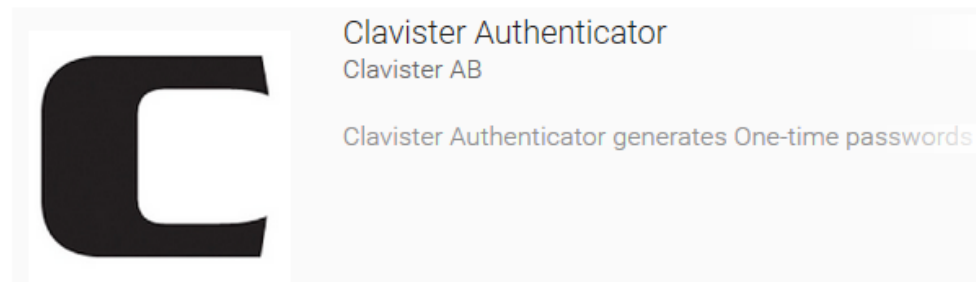 Clavister Authenticator
Clavister AB
Clavister Authenticator generates One-time passwords